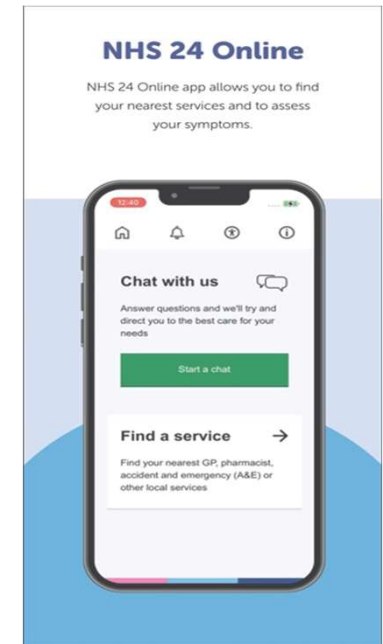 NHS 24 Online
NHS 24 Online app allows you to find
your nearest services and to assess
your symptoms.
12:40
Chat with us
Answer questions and we'll try and
direct you to the best care for your
needs
Start a chat
Find a service
Find your nearest GP, pharmacist,
accident and emergency (A&E) or
other local services